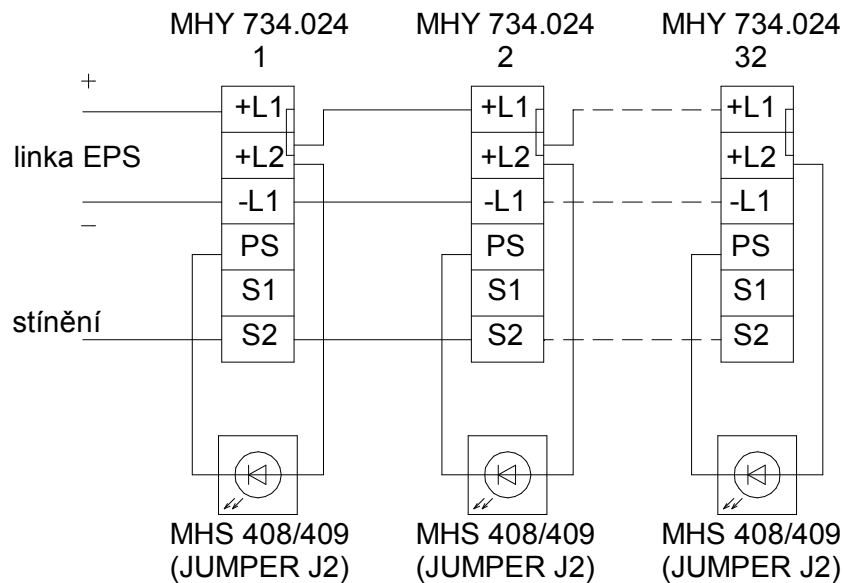 MHY 734.024 MHY 734.024 MHY 734.024
1 2 32
+
+L1 +L1 +L1
linka EPS +L2 +L2 +L2
-L1 -L1 -L1
–
PS PS PS
S1 S1 S1
stínění S2 S2 S2
MHS 408/409 MHS 408/409 MHS 408/409
(JUMPER J2) (JUMPER J2) (JUMPER J2)